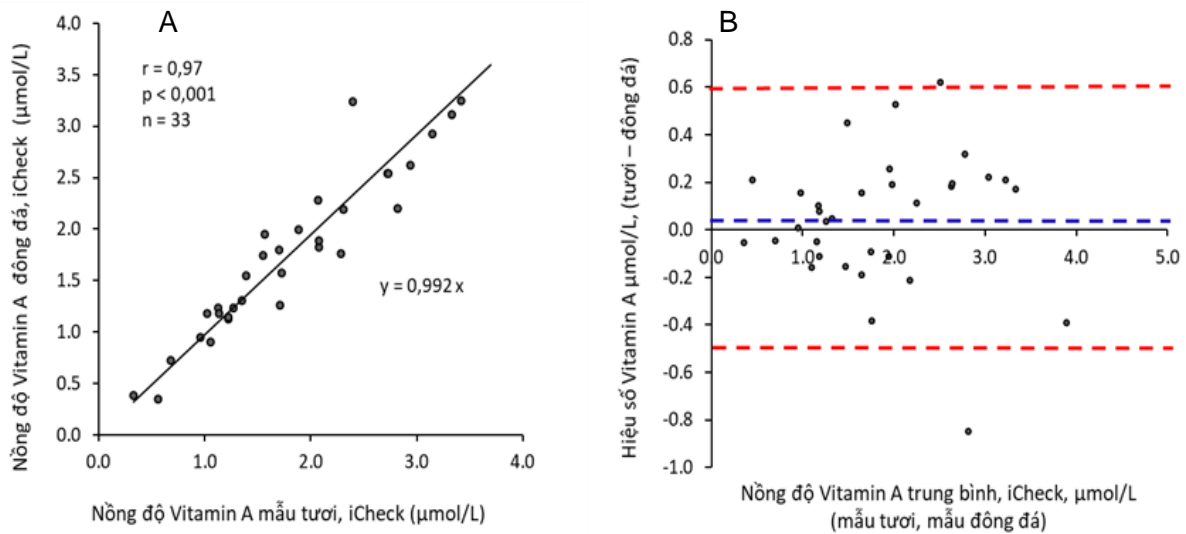 A
Nồng độ Vitamin A đông đá, iCheck (µmol/L)
4.0
3.5
3.0
2.5
2.0
1.5
1.0
0.5
0.0
r = 0,97
p < 0,001
n = 33
y = 0,992 x
0.0 1.0 2.0 3.0 4.0
Nồng độ Vitamin A mẫu tươi, iCheck (µmol/L)
B
Hiệu số Vitamin A µmol/L, (tươi – đông đá)
0.8
0.6
0.4
0.2
0.0
-0.2
-0.4
-0.6
-0.8
-1.0
0.0 1.0 2.0 3.0 4.0 5.0
Nồng độ Vitamin A trung bình, iCheck, µmol/L
(mẫu tươi, mẫu đông đá)